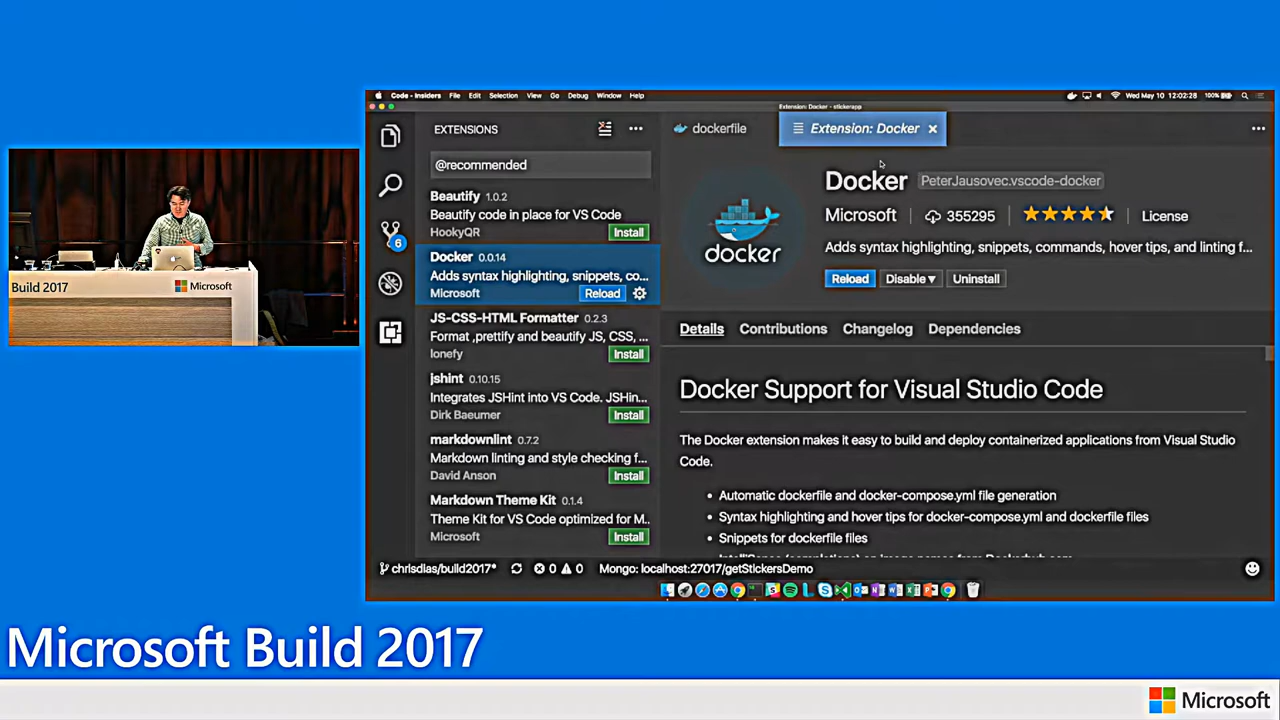 Code - Insiders File Edit Selection View Go Debug Window Help
Wed May 10 12:02:28 100%
Extension: Docker - stickerapp
EXTENSIONS
@recommended
Beautify 1.0.2
Beautify code in place for VS Code
HookyQR Install
Docker 0.0.14
Adds syntax highlighting, snippets, co...
Microsoft Reload
JS-CSS-HTML Formatter 0.2.3
Format ,prettify and beautify JS, CSS, ...
lonefy Install
jshint 0.10.15
Integrates JSHint into VS Code. JSHin...
Dirk Baeumer Install
markdownlint 0.7.2
Markdown linting and style checking f...
David Anson Install
Markdown Theme Kit 0.1.4
Theme Kit for VS Code optimized for M...
Microsoft Install
6
dockerfile
Extension: Docker
docker
Docker PeterJausovec.vscode-docker
Microsoft 355295 License
Adds syntax highlighting, snippets, commands, hover tips, and linting f...
Reload Disable Uninstall
Details Contributions Changelog Dependencies
Docker Support for Visual Studio Code
The Docker extension makes it easy to build and deploy containerized applications from Visual Studio
Code.
• Automatic dockerfile and docker-compose.yml file generation
• Syntax highlighting and hover tips for docker-compose.yml and dockerfile files
• Snippets for dockerfile files
chrisdias/build2017* 0 0 Mongo: localhost:27017/getStickersDemo
Build 2017 Microsoft
Microsoft Build 2017
Microsoft